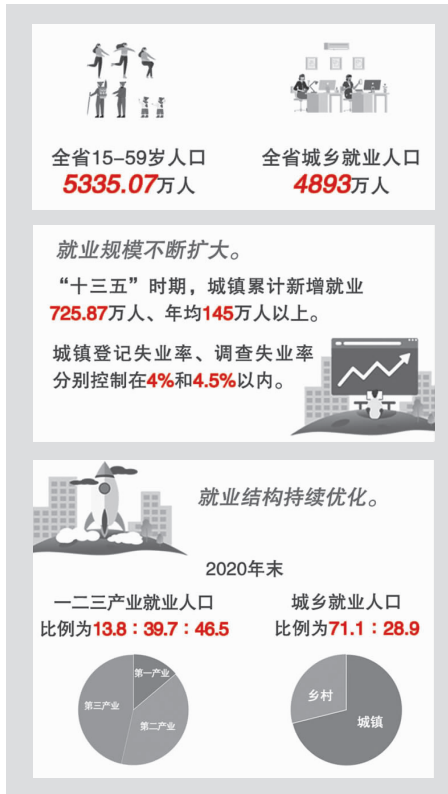 全省15-59岁人口
5335.07万人
全省城乡就业人口
4893万人
就业规模不断扩大。
“十三五”时期，城镇累计新增就业
725.87万人、年均145万人以上。
城镇登记失业率、调查失业率
分别控制在4%和4.5%以内。
就业结构持续优化。
2020年末
一二三产业就业人口
比例为13.8：39.7：46.5
城乡就业人口
比例为71.1：28.9
第一产业
第三产业
第二产业
乡村
城镇